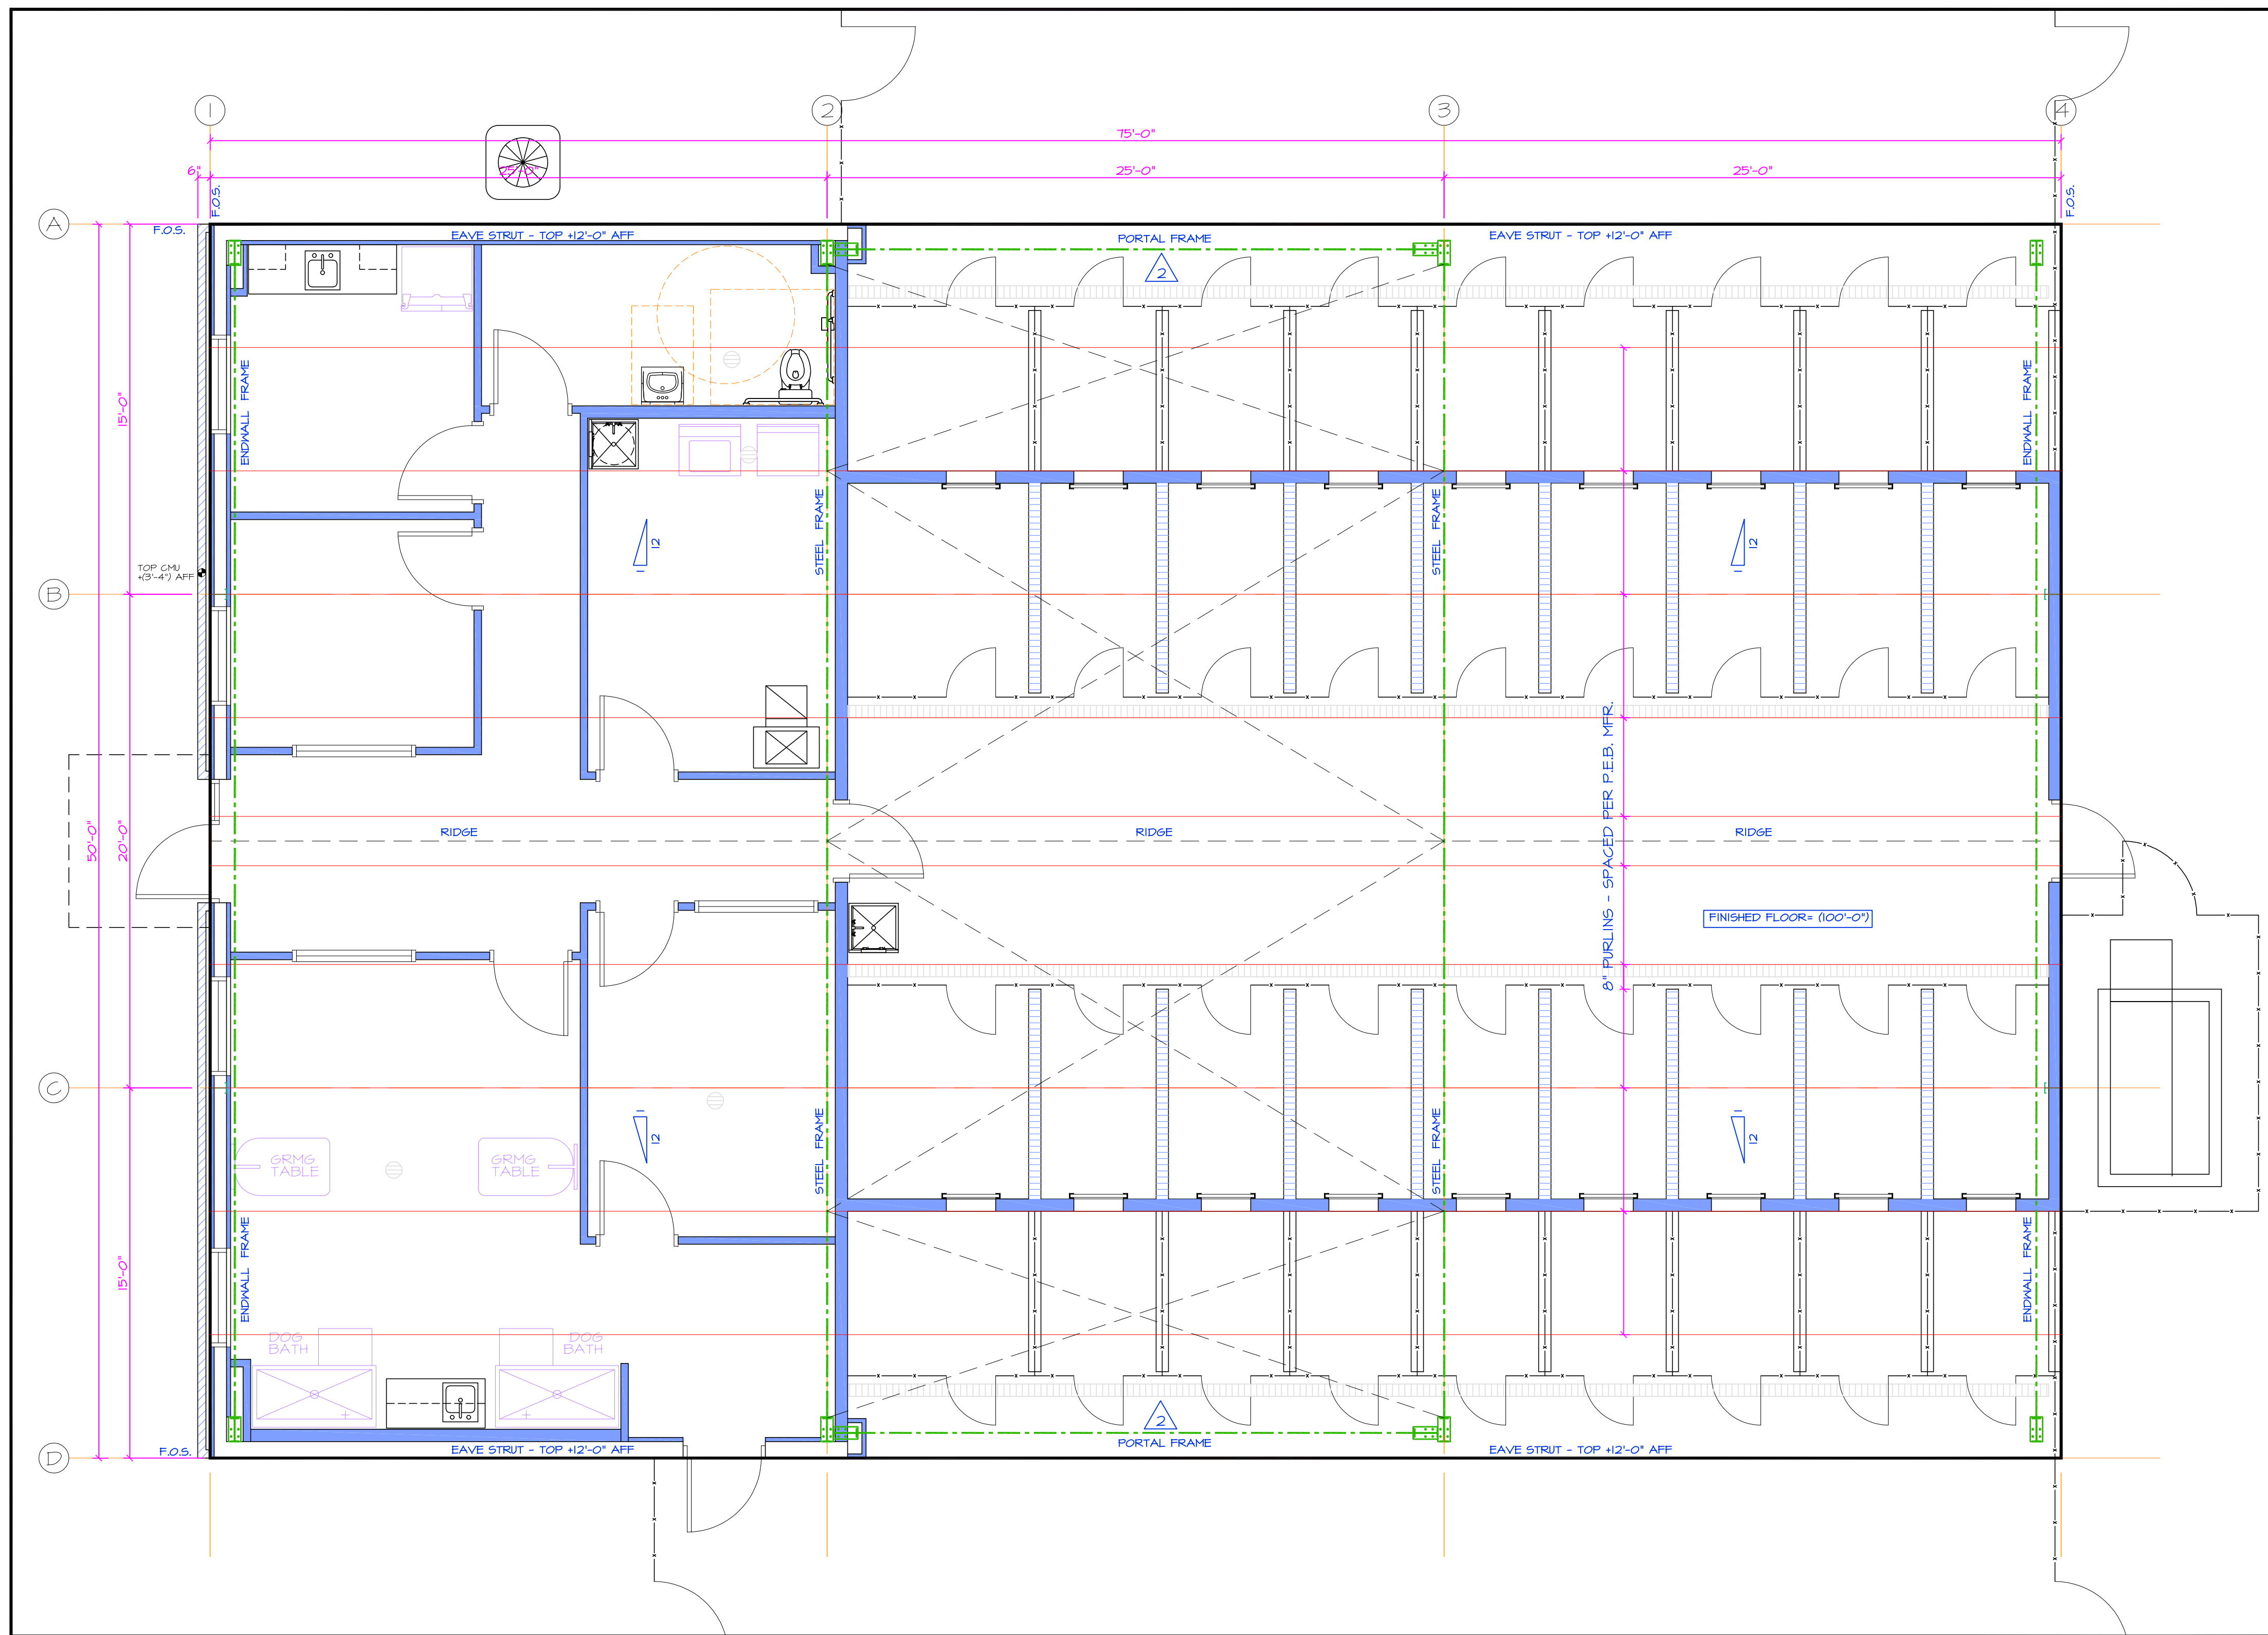 1
2
3
4
75'-0"
6"
25'-0"
25'-0"
25'-0"
F.O.S.
F.O.S.
A
F.O.S.
EAVE STRUT - TOP +12'-0" AFF
PORTAL FRAME
EAVE STRUT - TOP +12'-0" AFF
2
15'-0"
ENDWALL FRAME
ENDWALL FRAME
STEEL FRAME
STEEL FRAME
12
1
12
1
TOP CMU
+(3'-4") AFF
B
50'-0"
20'-0"
RIDGE
RIDGE
RIDGE
8" PURLINS - SPACED PER P.E.B. MFR.
FINISHED FLOOR= (100'-0")
C
1
12
1
12
STEEL FRAME
STEEL FRAME
GRMG
TABLE
GRMG
TABLE
15'-0"
ENDWALL FRAME
ENDWALL FRAME
DOG
BATH
DOG
BATH
2
D
F.O.S.
EAVE STRUT - TOP +12'-0" AFF
PORTAL FRAME
EAVE STRUT - TOP +12'-0" AFF